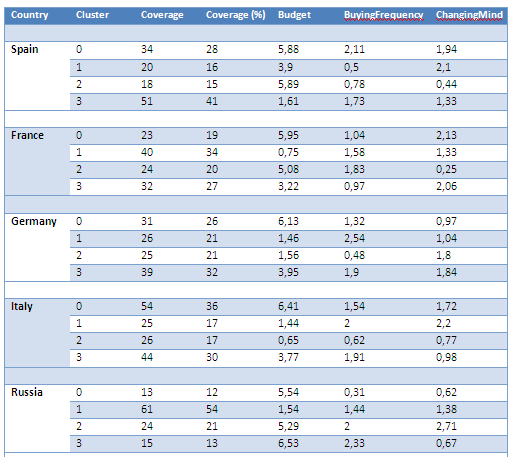 Country Cluster Coverage Coverage (%) Budget BuyingFrequency ChangingMind
Spain 0 34 28 5,88 2,11 1,94
1 20 16 3,9 0,5 2,1
2 18 15 5,89 0,78 0,44
3 51 41 1,61 1,73 1,33
France 0 23 19 5,95 1,04 2,13
1 40 34 0,75 1,58 1,33
2 24 20 5,08 1,83 0,25
3 32 27 3,22 0,97 2,06
Germany 0 31 26 6,13 1,32 0,97
1 26 21 1,46 2,54 1,04
2 25 21 1,56 0,48 1,8
3 39 32 3,95 1,9 1,84
Italy 0 54 36 6,41 1,54 1,72
1 25 17 1,44 2 2,2
2 26 17 0,65 0,62 0,77
3 44 30 3,77 1,91 0,98
Russia 0 13 12 5,54 0,31 0,62
1 61 54 1,54 1,44 1,38
2 24 21 5,29 2 2,71
3 15 13 6,53 2,33 0,67